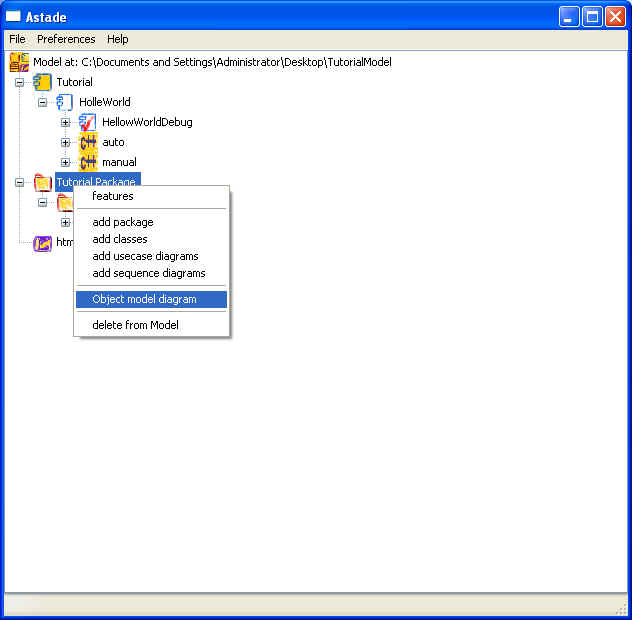 Astade
File Preferences Help
Model at: C:\Documents and Settings\Administrator\Desktop\TutorialModel
Tutorial
HolleWorld
HellowWorldDebug
auto
manual
Tutorial Package
features
add package
add classes
add usecase diagrams
add sequence diagrams
Object model diagram
delete from Model